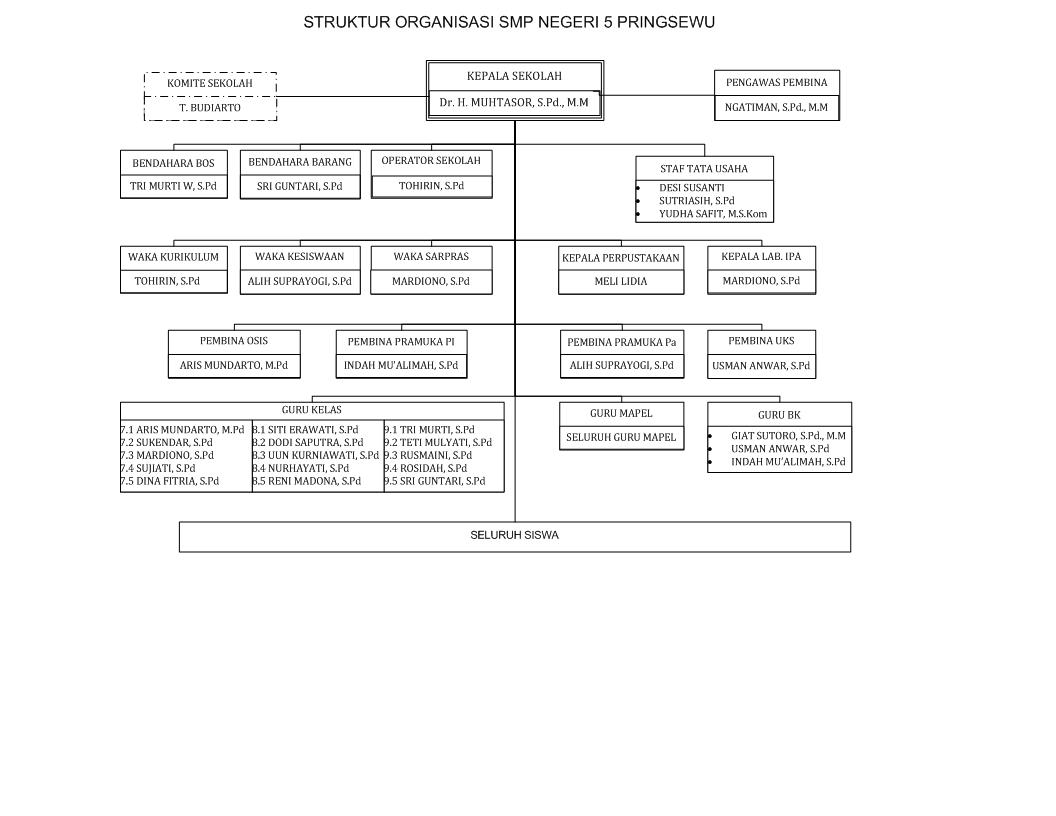 STRUKTUR ORGANISASI SMP NEGERI 5 PRINGSEWU
KOMITE SEKOLAH
T. BUDIARTO
KEPALA SEKOLAH
Dr. H. MUHTASOR, S.Pd., M.M
PENGAWAS PEMBINA
NGATIMAN, S.Pd., M.M
BENDAHARA BOS
TRI MURTI W, S.Pd
BENDAHARA BARANG
SRI GUNTARI, S.Pd
OPERATOR SEKOLAH
TOHIRIN, S.Pd
STAF TATA USAHA
• DESI SUSANTI
• SUTRIASIH, S.Pd
• YUDHA SAFIT, M.S.Kom
WAKA KURIKULUM
TOHIRIN, S.Pd
WAKA KESISWAAN
ALIH SUPRAYOGI, S.Pd
WAKA SARPRAS
MARDIONO, S.Pd
KEPALA PERPUSTAKAAN
MELI LIDIA
KEPALA LAB. IPA
MARDIONO, S.Pd
PEMBINA OSIS
ARIS MUNDARTO, M.Pd
PEMBINA PRAMUKA PI
INDAH MU'ALIMAH, S.Pd
PEMBINA PRAMUKA Pa
ALIH SUPRAYOGI, S.Pd
PEMBINA UKS
USMAN ANWAR, S.Pd
GURU KELAS
7.1 ARIS MUNDARTO, M.Pd
7.2 SUKENDAR, S.Pd
7.3 MARDIONO, S.Pd
7.4 SUJIATI, S.Pd
7.5 DINA FITRIA, S.Pd
8.1 SITI ERAWATI, S.Pd
8.2 DODI SAPUTRA, S.Pd
8.3 UUN KURNIAWATI, S.Pd
8.4 NURHAYATI, S.Pd
8.5 RENI MADONA, S.Pd
9.1 TRI MURTI, S.Pd
9.2 TETI MULYATI, S.Pd
9.3 RUSMAINI, S.Pd
9.4 ROSIDAH, S.Pd
9.5 SRI GUNTARI, S.Pd
GURU MAPEL
SELURUH GURU MAPEL
GURU BK
• GIAT SUTORO, S.Pd., M.M
• USMAN ANWAR, S.Pd
• INDAH MU'ALIMAH, S.Pd
SELURUH SISWA